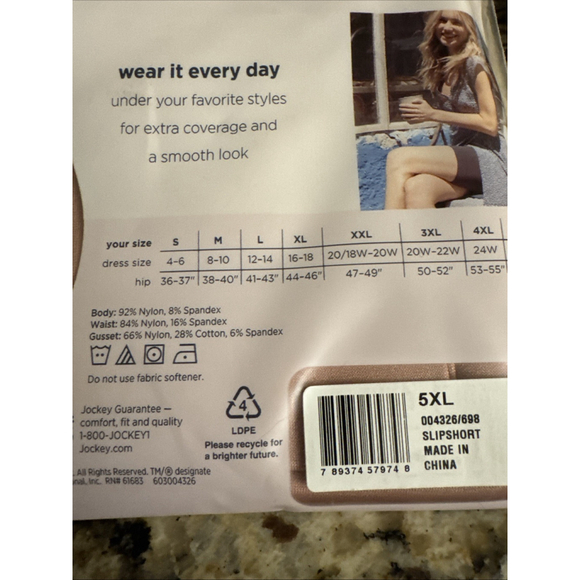 wear it every day
under your favorite styles
for extra coverage and
a smooth look
your size S M L XL XXL 3XL 4XL
dress size 4-6 8-10 12-14 16-18 20/18W-20W 20W-22W 24W
hip 36-37" 38-40" 41-43" 44-46" 47-49" 50-52" 53-55"
Body: 92% Nylon, 8% Spandex
Waist: 84% Nylon, 16% Spandex
Gusset: 66% Nylon, 28% Cotton, 6% Spandex
Do not use fabric softener.
Jockey Guarantee —
comfort, fit and quality
1-800-JOCKEY1
Jockey.com
4
LDPE
Please recycle for
a brighter future.
All Rights Reserved. TM/® designate
Inc. RN# 61683 603004326
5XL
004326/698
SLIPSHORT
MADE IN
CHINA
7 89374 57974 8